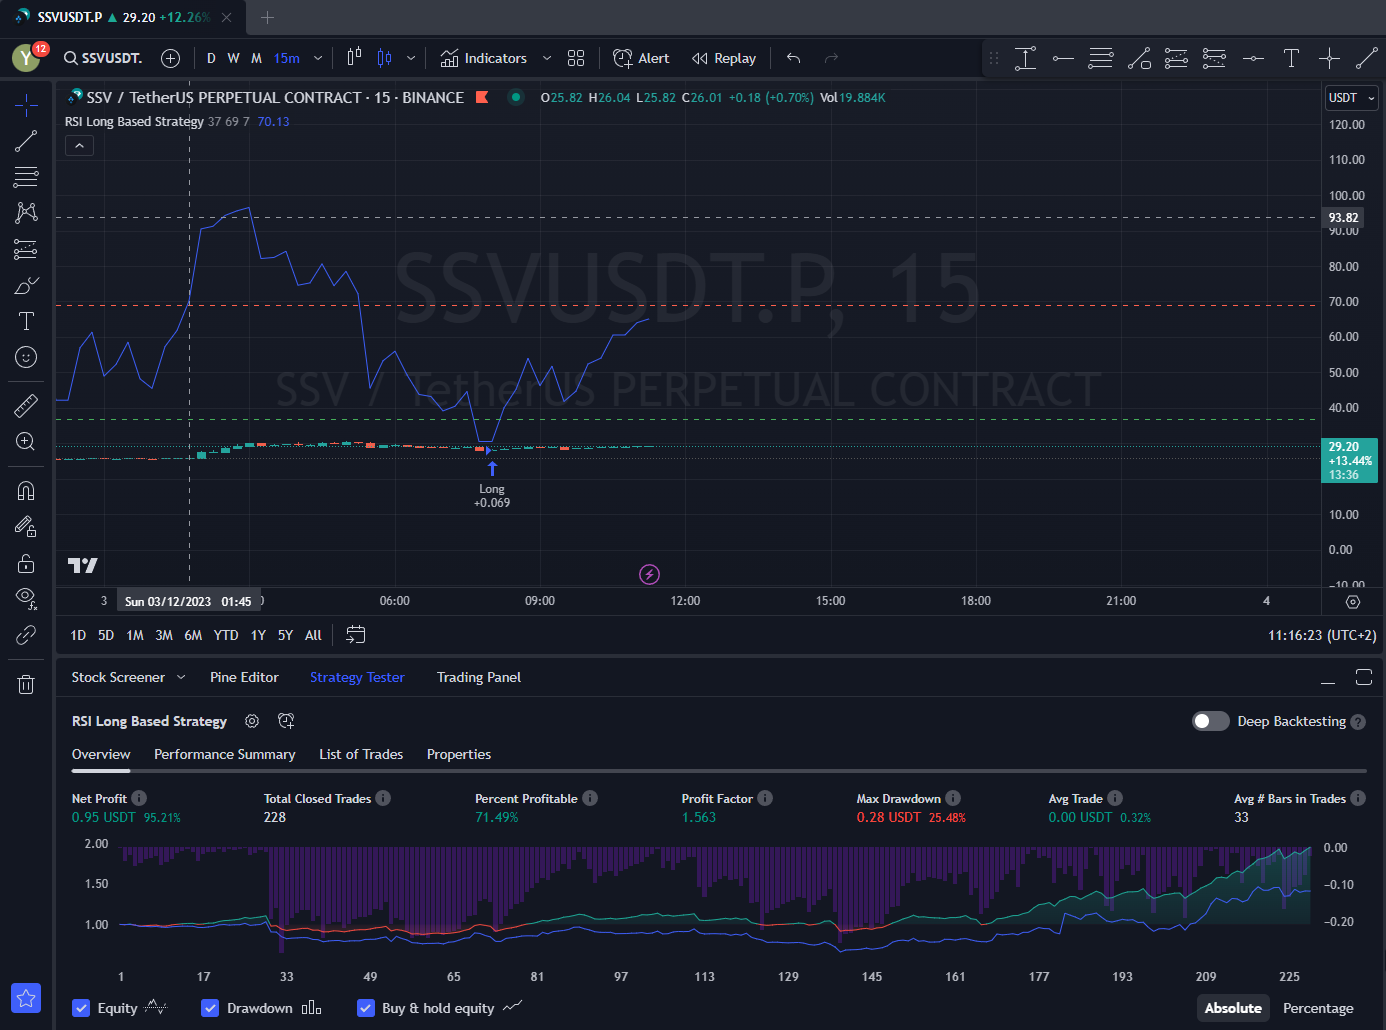 SSVUSDT.P ▲ 29.20 +12.26%
Y 12 SSVUSDT. D W M 15m Indicators Alert Replay
SSV / TetherUS PERPETUAL CONTRACT · 15 · BINANCE O25.82 H26.04 L25.82 C26.01 +0.18 (+0.70%) Vol19.884K USDT
RSI Long Based Strategy 37 69 7 70.13
120.00
110.00
100.00
93.82
90.00
80.00
70.00
60.00
50.00
40.00
29.20
+13.44%
13:36
10.00
0.00
-10.00
SSVUSDT.P, 15
SSV / TetherUS PERPETUAL CONTRACT
Long
+0.069
3 Sun 03/12/2023 01:45 06:00 09:00 12:00 15:00 18:00 21:00 4
1D 5D 1M 3M 6M YTD 1Y 5Y All 11:16:23 (UTC+2)
Stock Screener Pine Editor Strategy Tester Trading Panel
RSI Long Based Strategy Deep Backtesting
Overview Performance Summary List of Trades Properties
Net Profit Total Closed Trades Percent Profitable Profit Factor Max Drawdown Avg Trade Avg # Bars in Trades
0.95 USDT 95.21% 228 71.49% 1.563 0.28 USDT 25.48% 0.00 USDT 0.32% 33
2.00 0.00
1.50 -0.10
1.00 -0.20
1 17 33 49 65 81 97 113 129 145 161 177 193 209 225
Equity Drawdown Buy & hold equity Absolute Percentage